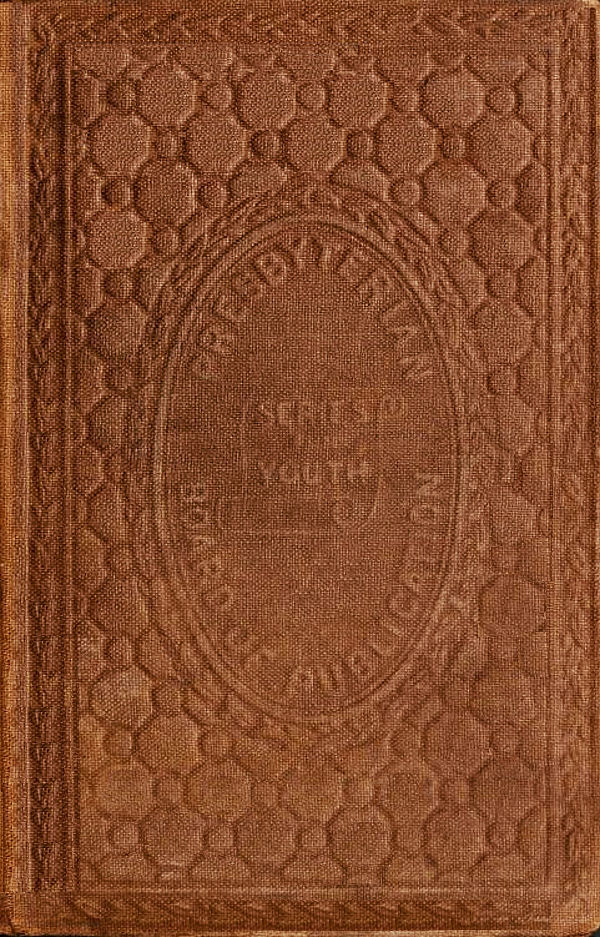 PRESBYTERIAN
SERIES
YOUTH
BOARD OF PUBLICATION